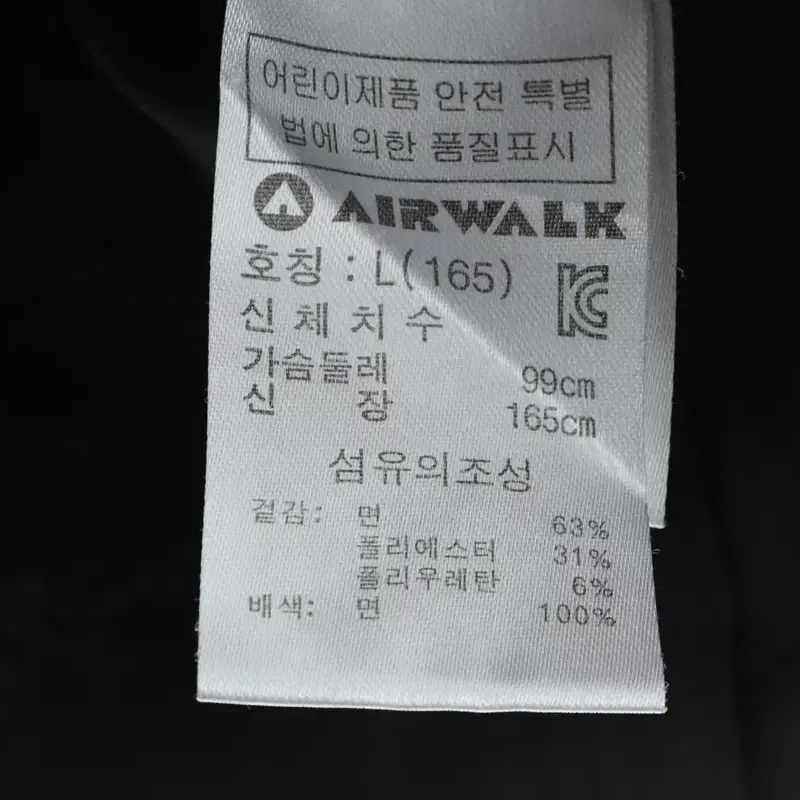 어린이제품 안전 특별
법에 의한 품질표시
AIRWALK
호칭 : L(165)
KC
신 체 치 수
가슴둘레 99cm
신 장 165cm
섬유의조성
겉감: 면 63%
폴리에스터 31%
폴리우레탄 6%
배색: 면 100%